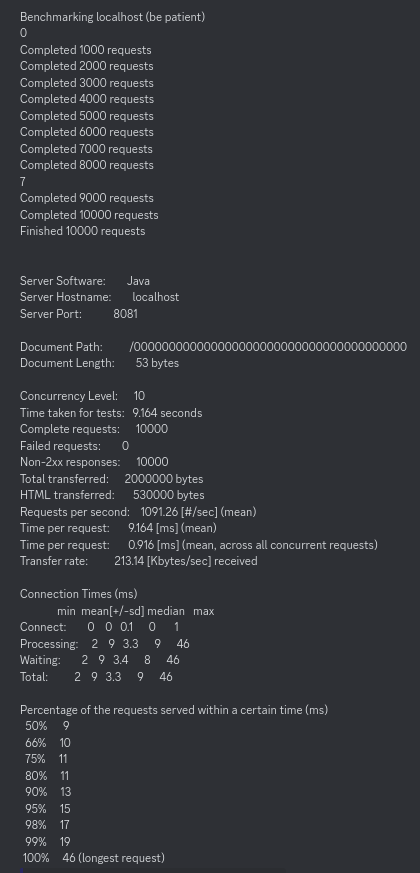 Benchmarking localhost (be patient)
0
Completed 1000 requests
Completed 2000 requests
Completed 3000 requests
Completed 4000 requests
Completed 5000 requests
Completed 6000 requests
Completed 7000 requests
Completed 8000 requests
7
Completed 9000 requests
Completed 10000 requests
Finished 10000 requests
Server Software: Java
Server Hostname: localhost
Server Port: 8081
Document Path: /000000000000000000000000000000000000000
Document Length: 53 bytes
Concurrency Level: 10
Time taken for tests: 9.164 seconds
Complete requests: 10000
Failed requests: 0
Non-2xx responses: 10000
Total transferred: 2000000 bytes
HTML transferred: 530000 bytes
Requests per second: 1091.26 [#/sec] (mean)
Time per request: 9.164 [ms] (mean)
Time per request: 0.916 [ms] (mean, across all concurrent requests)
Transfer rate: 213.14 [Kbytes/sec] received
Connection Times (ms)
min mean[+/-sd] median max
Connect: 0 0 0.1 0 1
Processing: 2 9 3.3 9 46
Waiting: 2 9 3.4 8 46
Total: 2 9 3.3 9 46
Percentage of the requests served within a certain time (ms)
50% 9
66% 10
75% 11
80% 11
90% 13
95% 15
98% 17
99% 19
100% 46 (longest request)